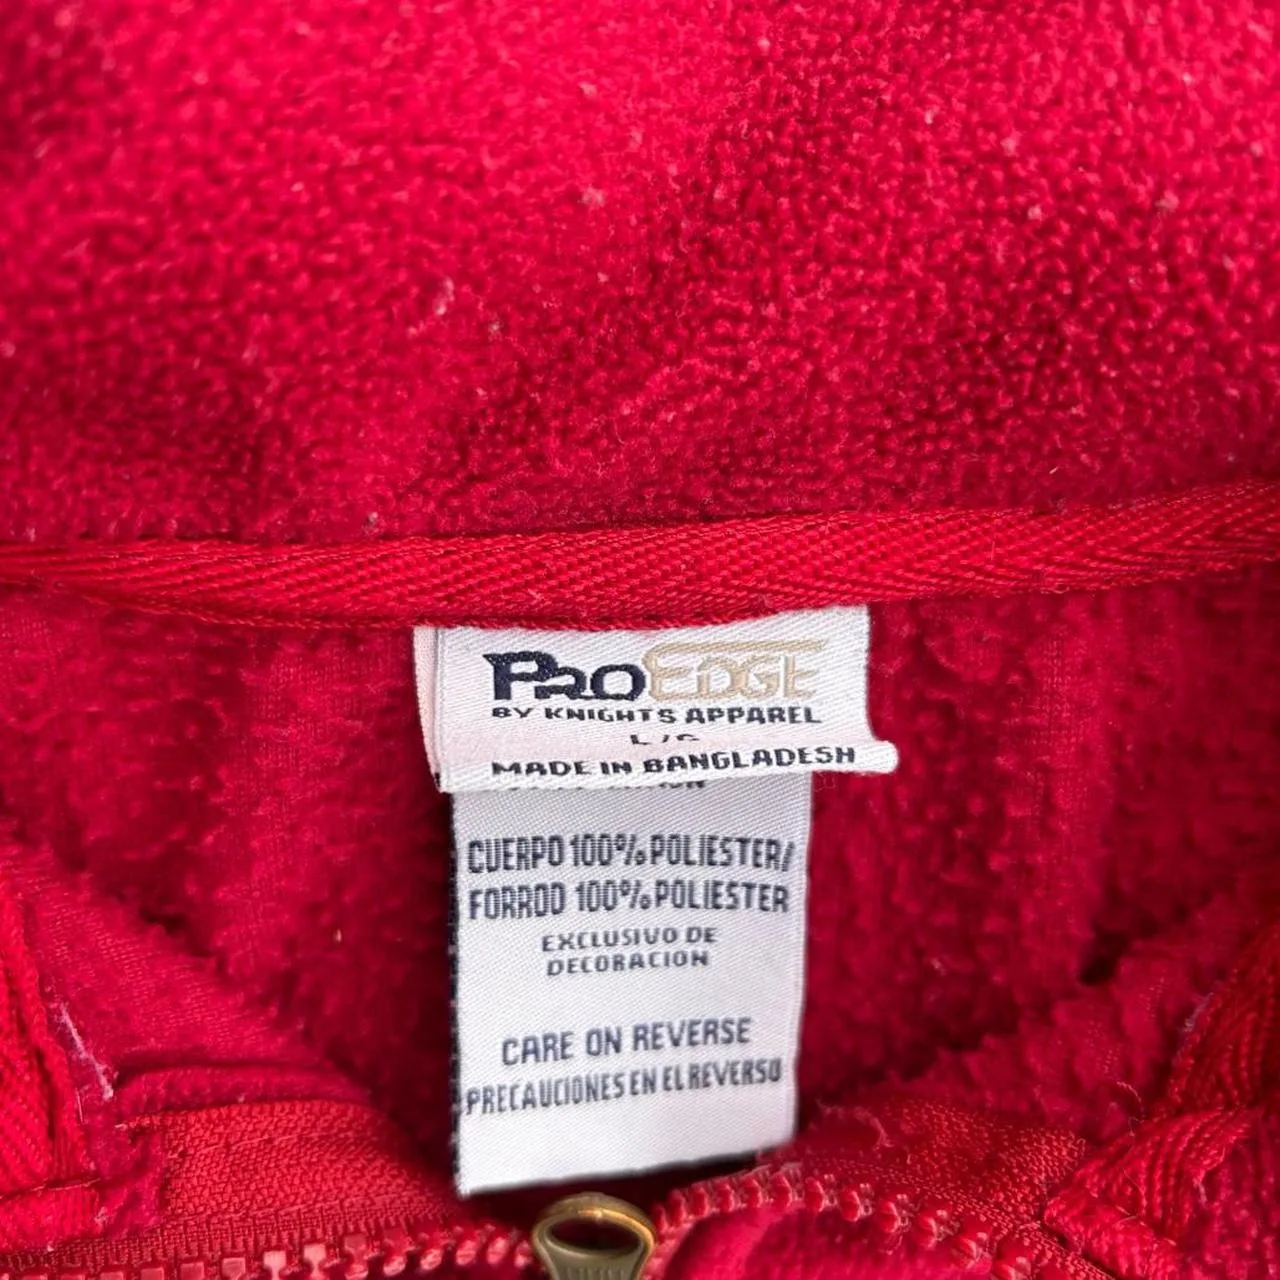 PROEDGE
BY KNIGHTS APPAREL
MADE IN BANGLADESH
CUERPO 100% POLIESTER/
FORROD 100% POLIESTER
EXCLUSIVO DE
DECORACION
CARE ON REVERSE
PRECAUCIONES EN EL REVERSO